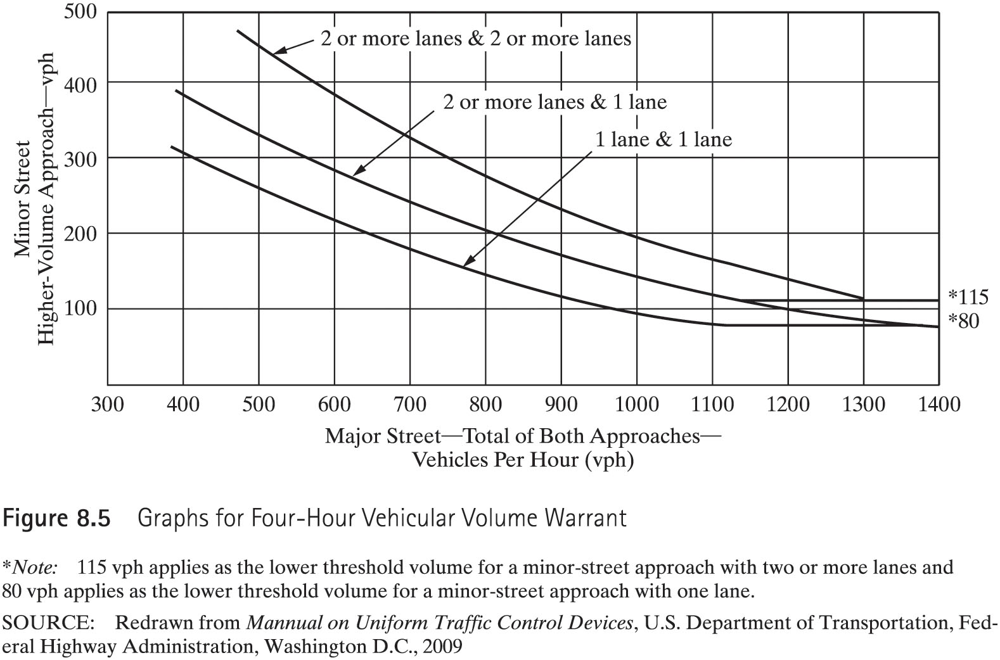 500
400
300
200
100
Minor Street
Higher-Volume Approach—vph
2 or more lanes & 2 or more lanes
2 or more lanes & 1 lane
1 lane & 1 lane
*115
*80
300 400 500 600 700 800 900 1000 1100 1200 1300 1400
Major Street—Total of Both Approaches—
Vehicles Per Hour (vph)
Figure 8.5 Graphs for Four-Hour Vehicular Volume Warrant
*Note: 115 vph applies as the lower threshold volume for a minor-street approach with two or more lanes and
80 vph applies as the lower threshold volume for a minor-street approach with one lane.
SOURCE: Redrawn from Mannual on Uniform Traffic Control Devices, U.S. Department of Transportation, Fed-
eral Highway Administration, Washington D.C., 2009